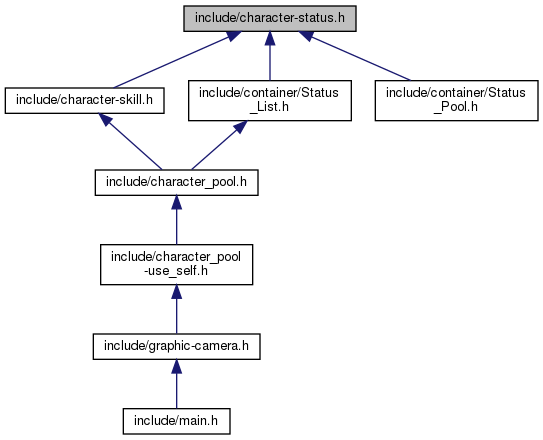 include/character-status.h
include/character-skill.h
include/container/Status
_List.h
include/container/Status
_Pool.h
include/character_pool.h
include/character_pool
-use_self.h
include/graphic-camera.h
include/main.h